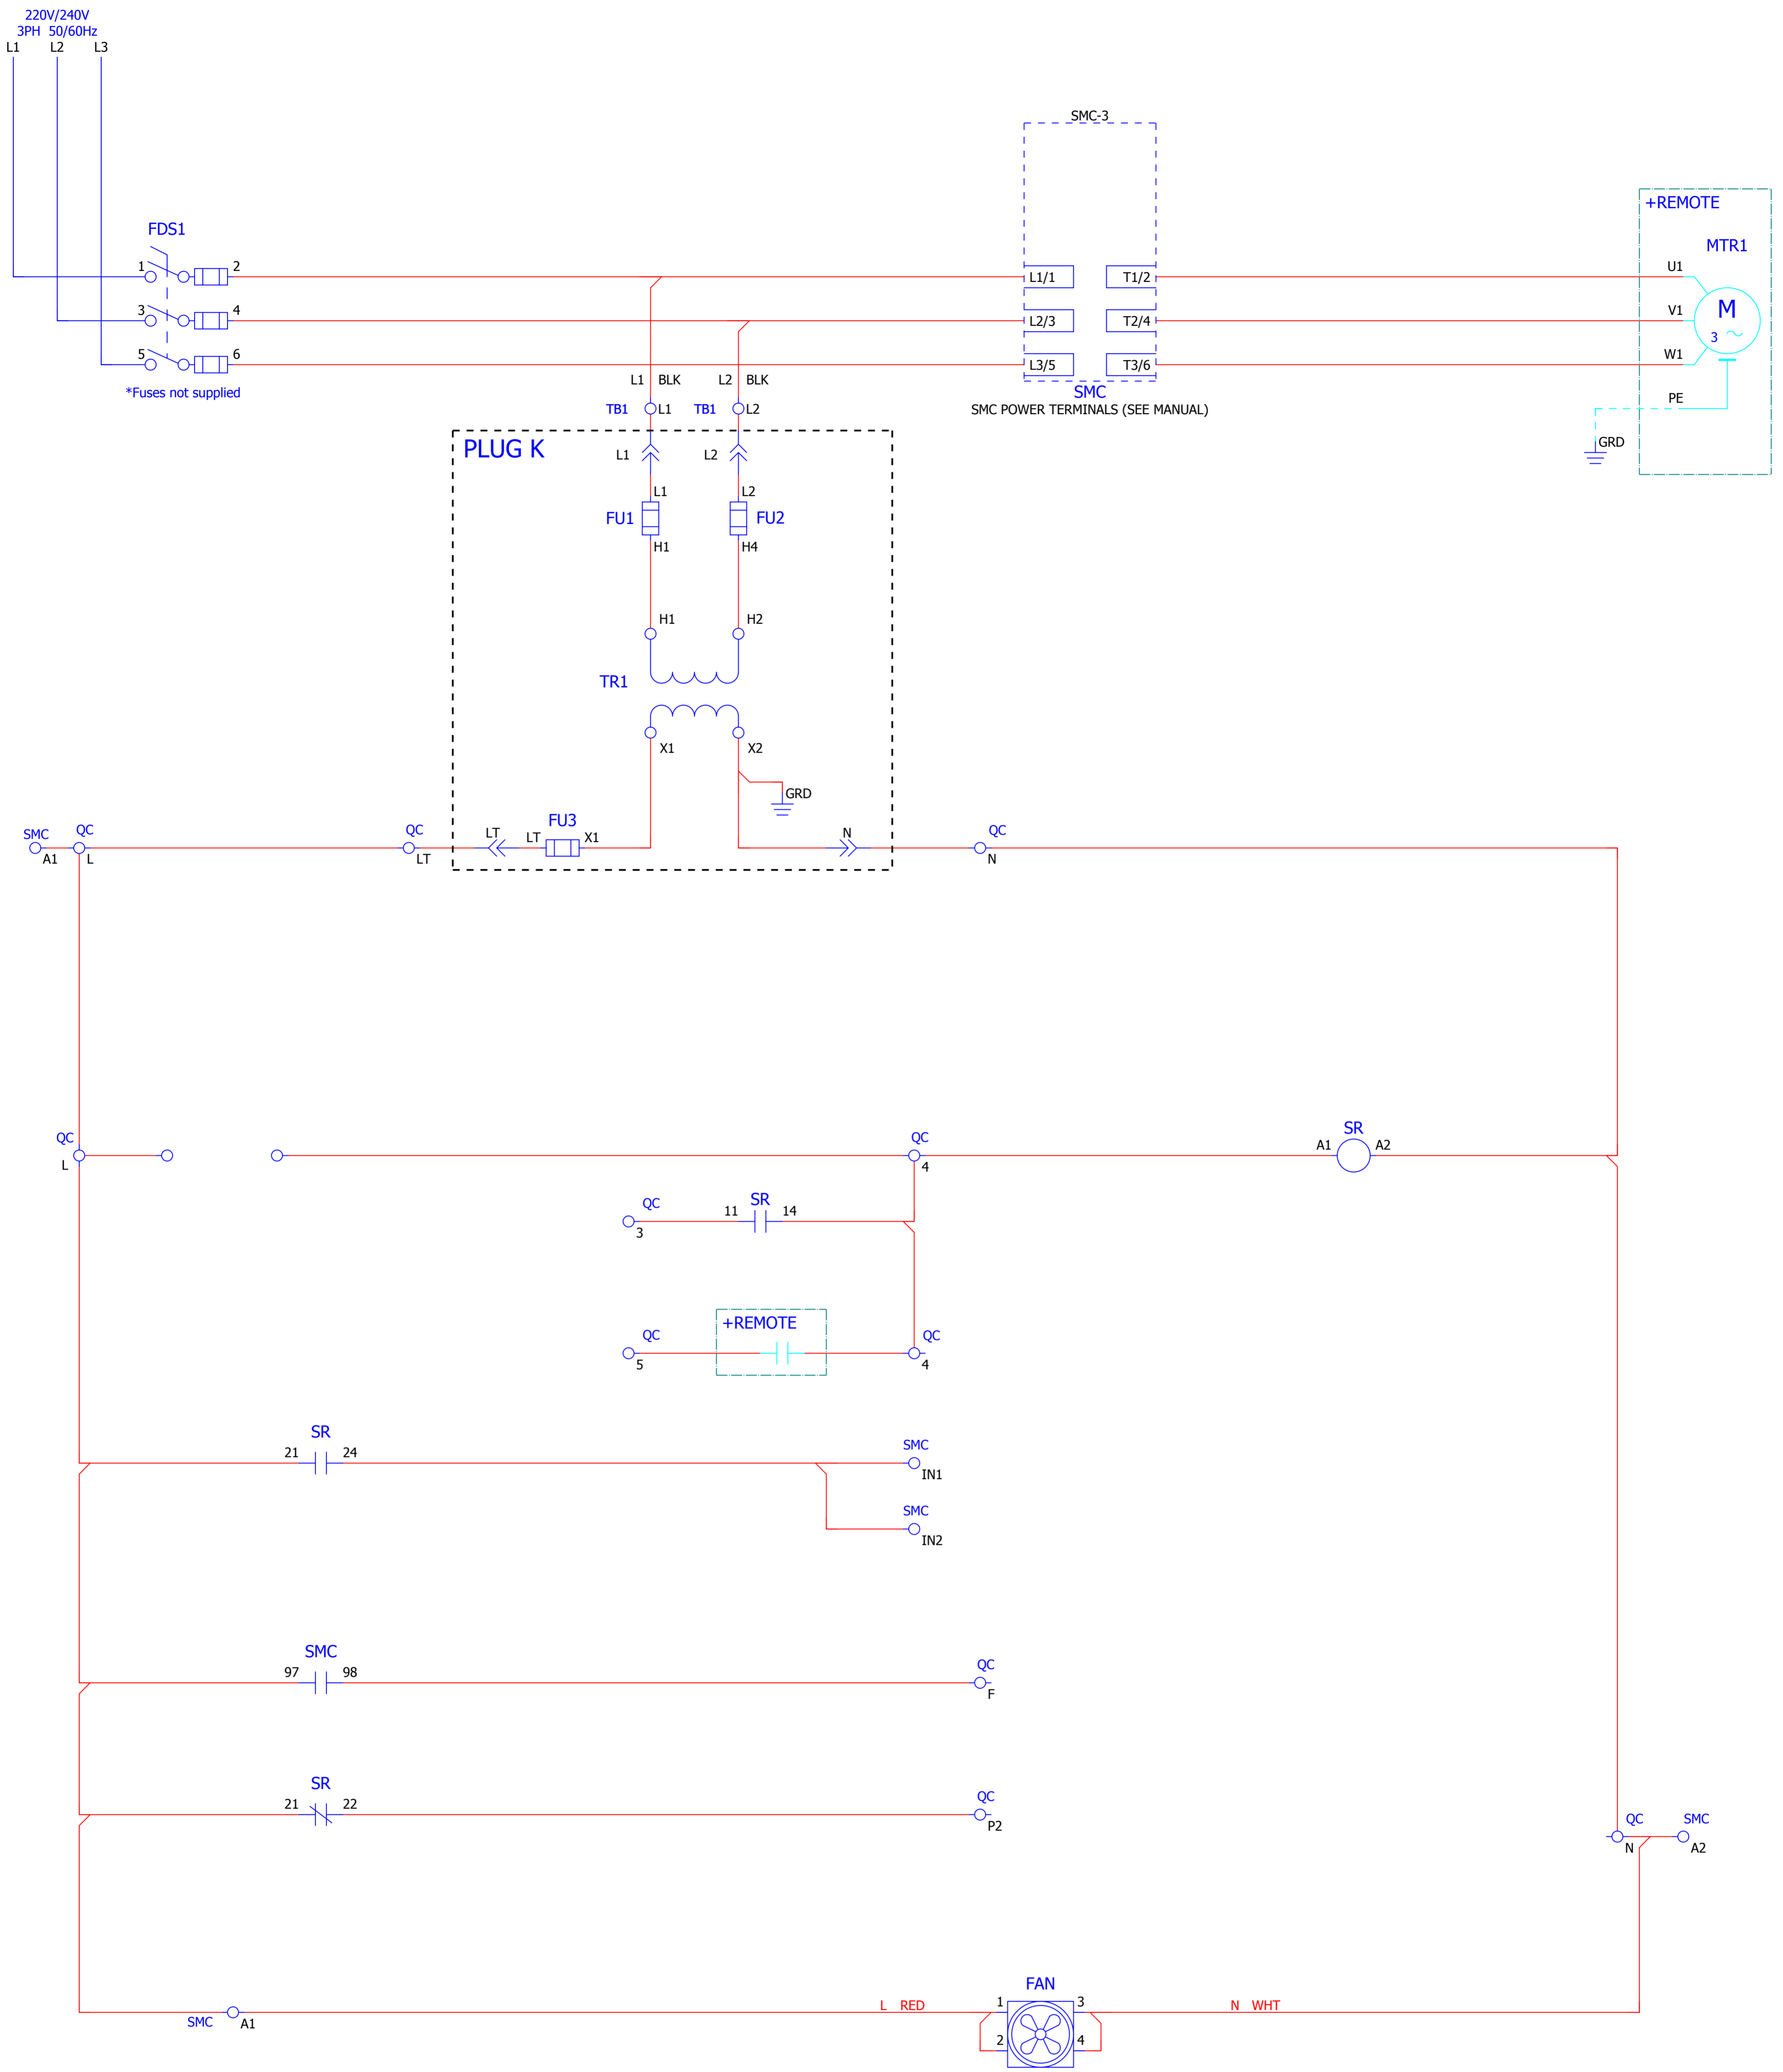 220V/240V
3PH 50/60Hz
L1 L2 L3
SMC-3
+REMOTE
FDS1
MTR1
1 2 L1/1 T1/2 U1
3 4 L2/3 T2/4 V1
M
3
5 6 L3/5 T3/6 W1
*Fuses not supplied
L1 BLK L2 BLK
SMC
SMC POWER TERMINALS (SEE MANUAL)
PE
TB1 L1 TB1 L2
GRD
PLUG K
L1 L2
L1 L2
FU1 FU2
H1 H4
H1 H2
TR1
X1 X2
GRD
FU3
SMC QC QC LT LT X1 N QC
A1 L LT N
QC QC SR
A1 A2
L 4
QC SR
11 14
3
+REMOTE
QC QC
5 4
SR
21 24 SMC
IN1
SMC
IN2
SMC QC
97 98
F
SR QC
21 22
P2
QC SMC
N A2
FAN
L RED 1 3 N WHT
SMC A1
2 4